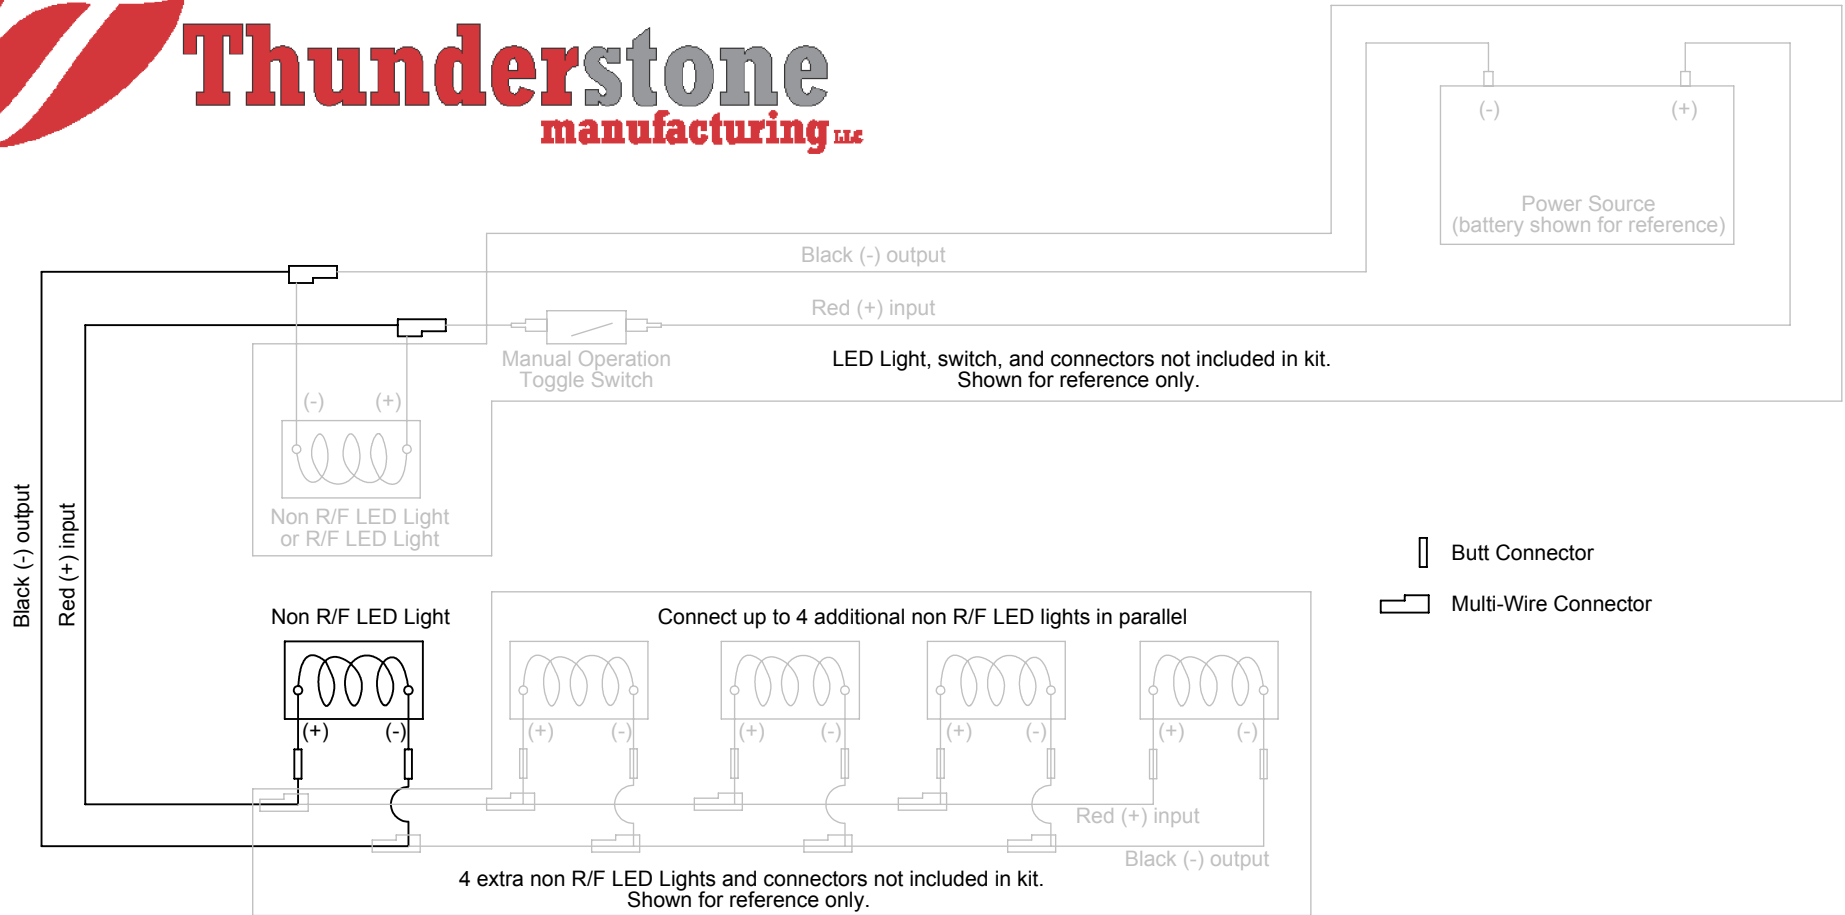 Thunderstone
manufacturing LLC
(-)
(+)
Power Source
(battery shown for reference)
Black (-) output
Red (+) input
Manual Operation
Toggle Switch
LED Light, switch, and connectors not included in kit.
Shown for reference only.
(-)
(+)
Non R/F LED Light
or R/F LED Light
Black (-) output
Red (+) input
Butt Connector
Multi-Wire Connector
Non R/F LED Light
Connect up to 4 additional non R/F LED lights in parallel
(+)
(-)
(+)
(-)
(+)
(-)
(+)
(-)
(+)
(-)
Red (+) input
Black (-) output
4 extra non R/F LED Lights and connectors not included in kit.
Shown for reference only.